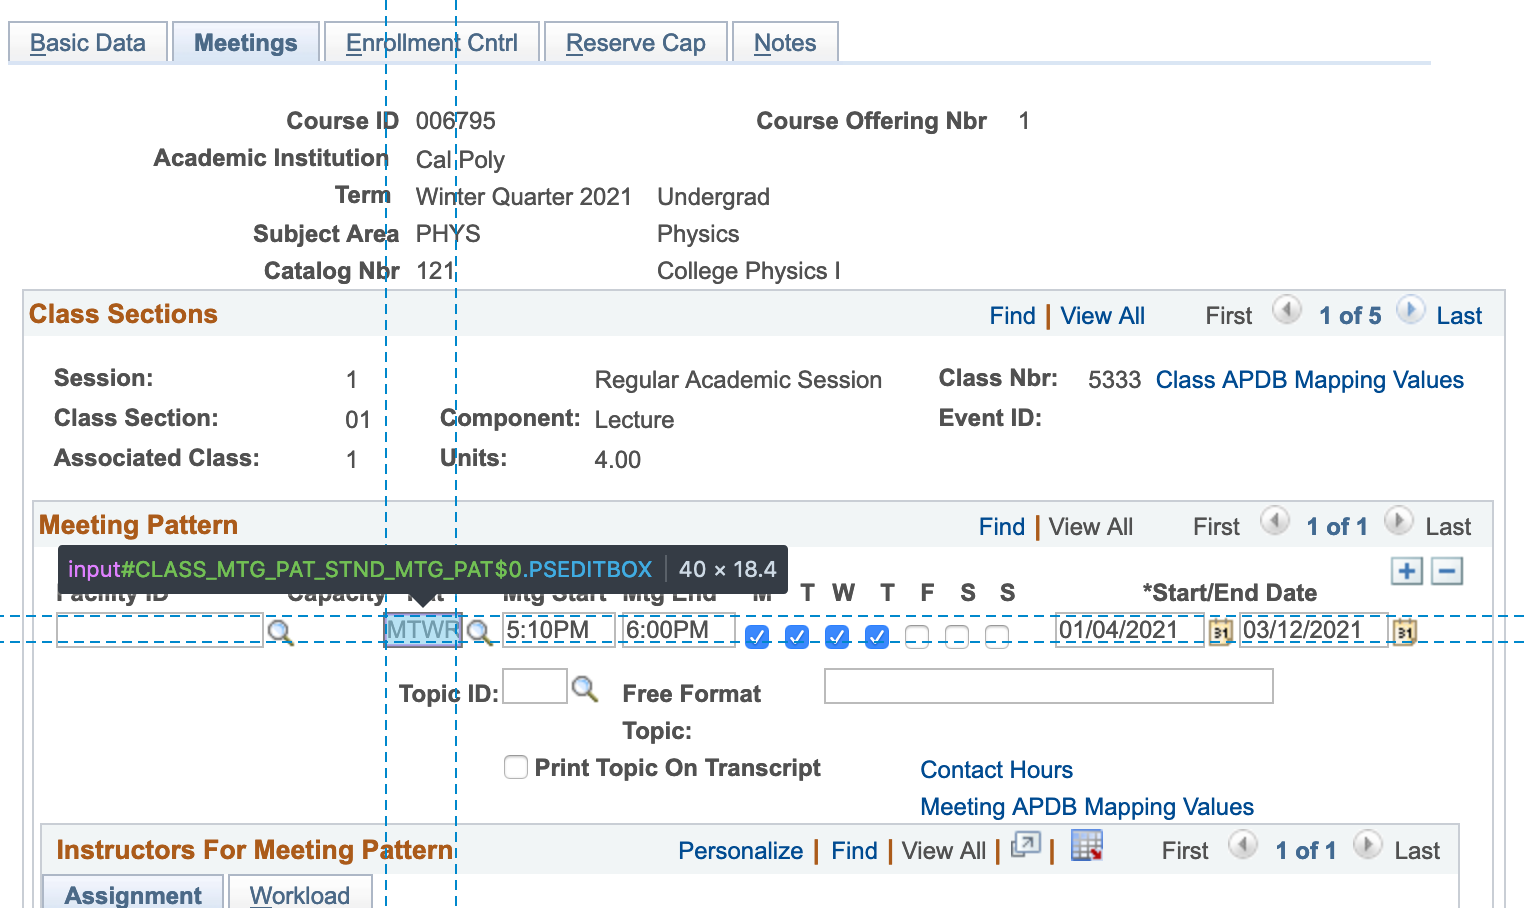 Basic Data Meetings Enrollment Cntrl Reserve Cap Notes
Course ID 006795 Course Offering Nbr 1
Academic Institution Cal Poly
Term Winter Quarter 2021 Undergrad
Subject Area PHYS Physics
Catalog Nbr 121 College Physics I
Class Sections Find | View All First 1 of 5 Last
Session: 1 Regular Academic Session Class Nbr: 5333 Class APDB Mapping Values
Class Section: 01 Component: Lecture Event ID:
Associated Class: 1 Units: 4.00
Meeting Pattern Find | View All First 1 of 1 Last
input#CLASS_MTG_PAT_STND_MTG_PAT$0.PSEDITBOX 40 × 18.4
Facility ID Capacity Pat Mtg Start Mtg End M T W T F S S *Start/End Date
MTWR 5:10PM 6:00PM 01/04/2021 31 03/12/2021 31
Topic ID: Free Format
Topic:
Print Topic On Transcript Contact Hours
Meeting APDB Mapping Values
Instructors For Meeting Pattern Personalize | Find | View All | | First 1 of 1 Last
Assignment Workload